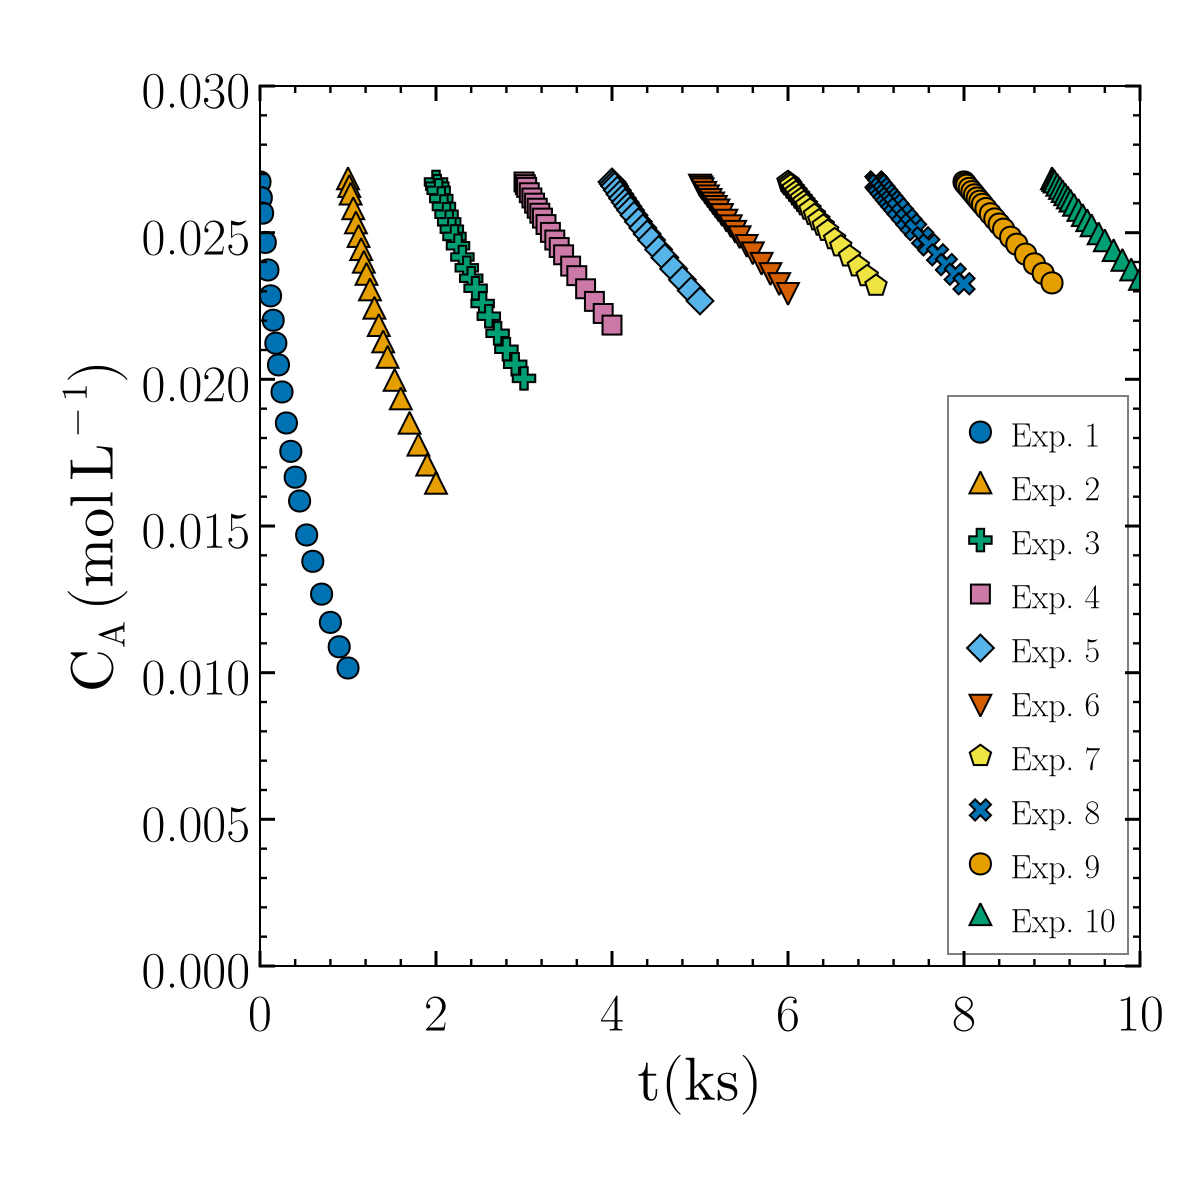 0.030
0.025
0.020
0.015
0.010
0.005
0.000
C_A (mol L^−1)
0 2 4 6 8 10
t(ks)
Exp. 1
Exp. 2
Exp. 3
Exp. 4
Exp. 5
Exp. 6
Exp. 7
Exp. 8
Exp. 9
Exp. 10